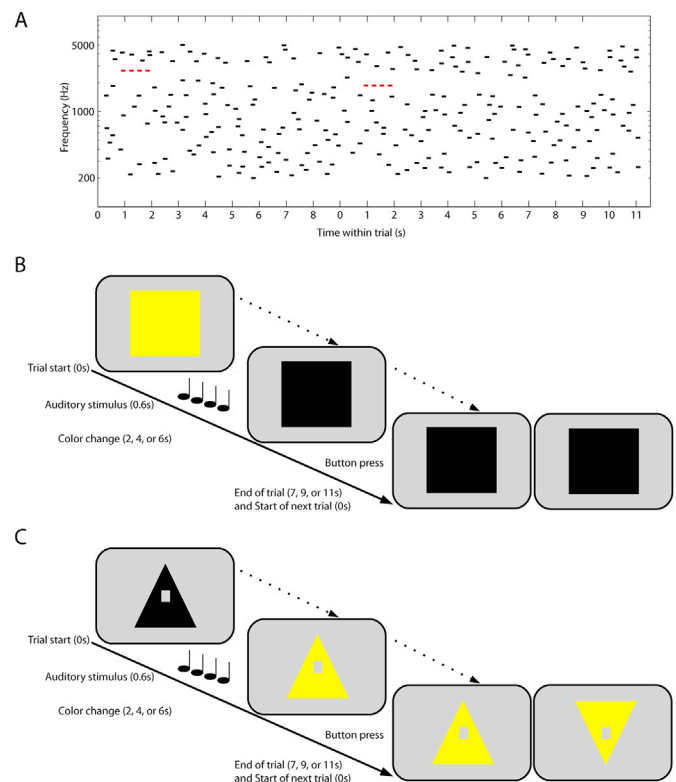 A
5000
1000
200
Frequency (Hz)
0 1 2 3 4 5 6 7 8 0 1 2 3 4 5 6 7 8 9 10 11
Time within trial (s)
B
Trial start (0s)
Auditory stimulus (0.6s)
Color change (2, 4, or 6s)
Button press
End of trial (7, 9, or 11s)
and Start of next trial (0s)
C
Trial start (0s)
Auditory stimulus (0.6s)
Color change (2, 4, or 6s)
Button press
End of trial (7, 9, or 11s)
and Start of next trial (0s)